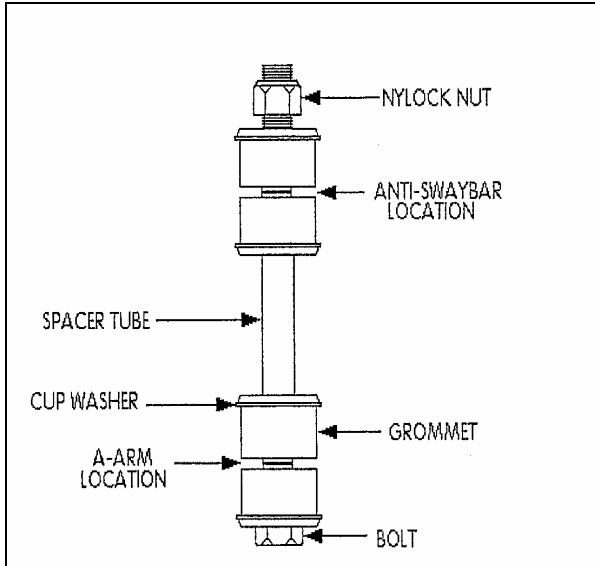 NYLOCK NUT
ANTI-SWAYBAR
LOCATION
SPACER TUBE
CUP WASHER
GROMMET
A-ARM
LOCATION
BOLT